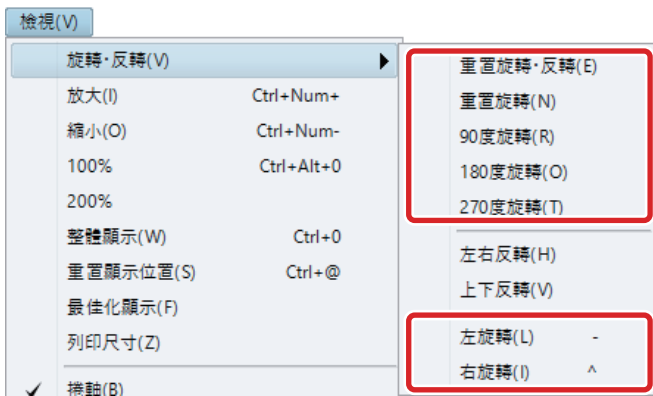 檢視(V)
旋轉·反轉(V)
放大(I) Ctrl+Num+
縮小(O) Ctrl+Num-
100% Ctrl+Alt+0
200%
整體顯示(W) Ctrl+0
重置顯示位置(S) Ctrl+@
最佳化顯示(F)
列印尺寸(Z)
捲軸(B)
重置旋轉·反轉(E)
重置旋轉(N)
90度旋轉(R)
180度旋轉(O)
270度旋轉(T)
左右反轉(H)
上下反轉(V)
左旋轉(L) -
右旋轉(I) ^